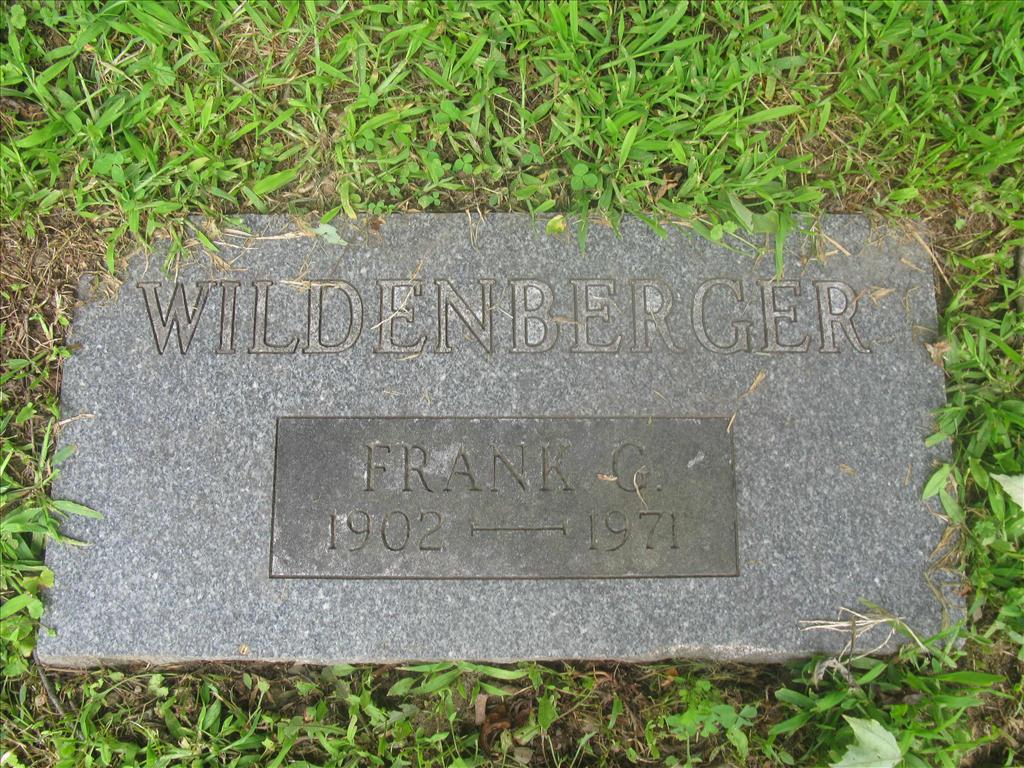 WILDENBERGER
FRANK G.
1902 — 1971